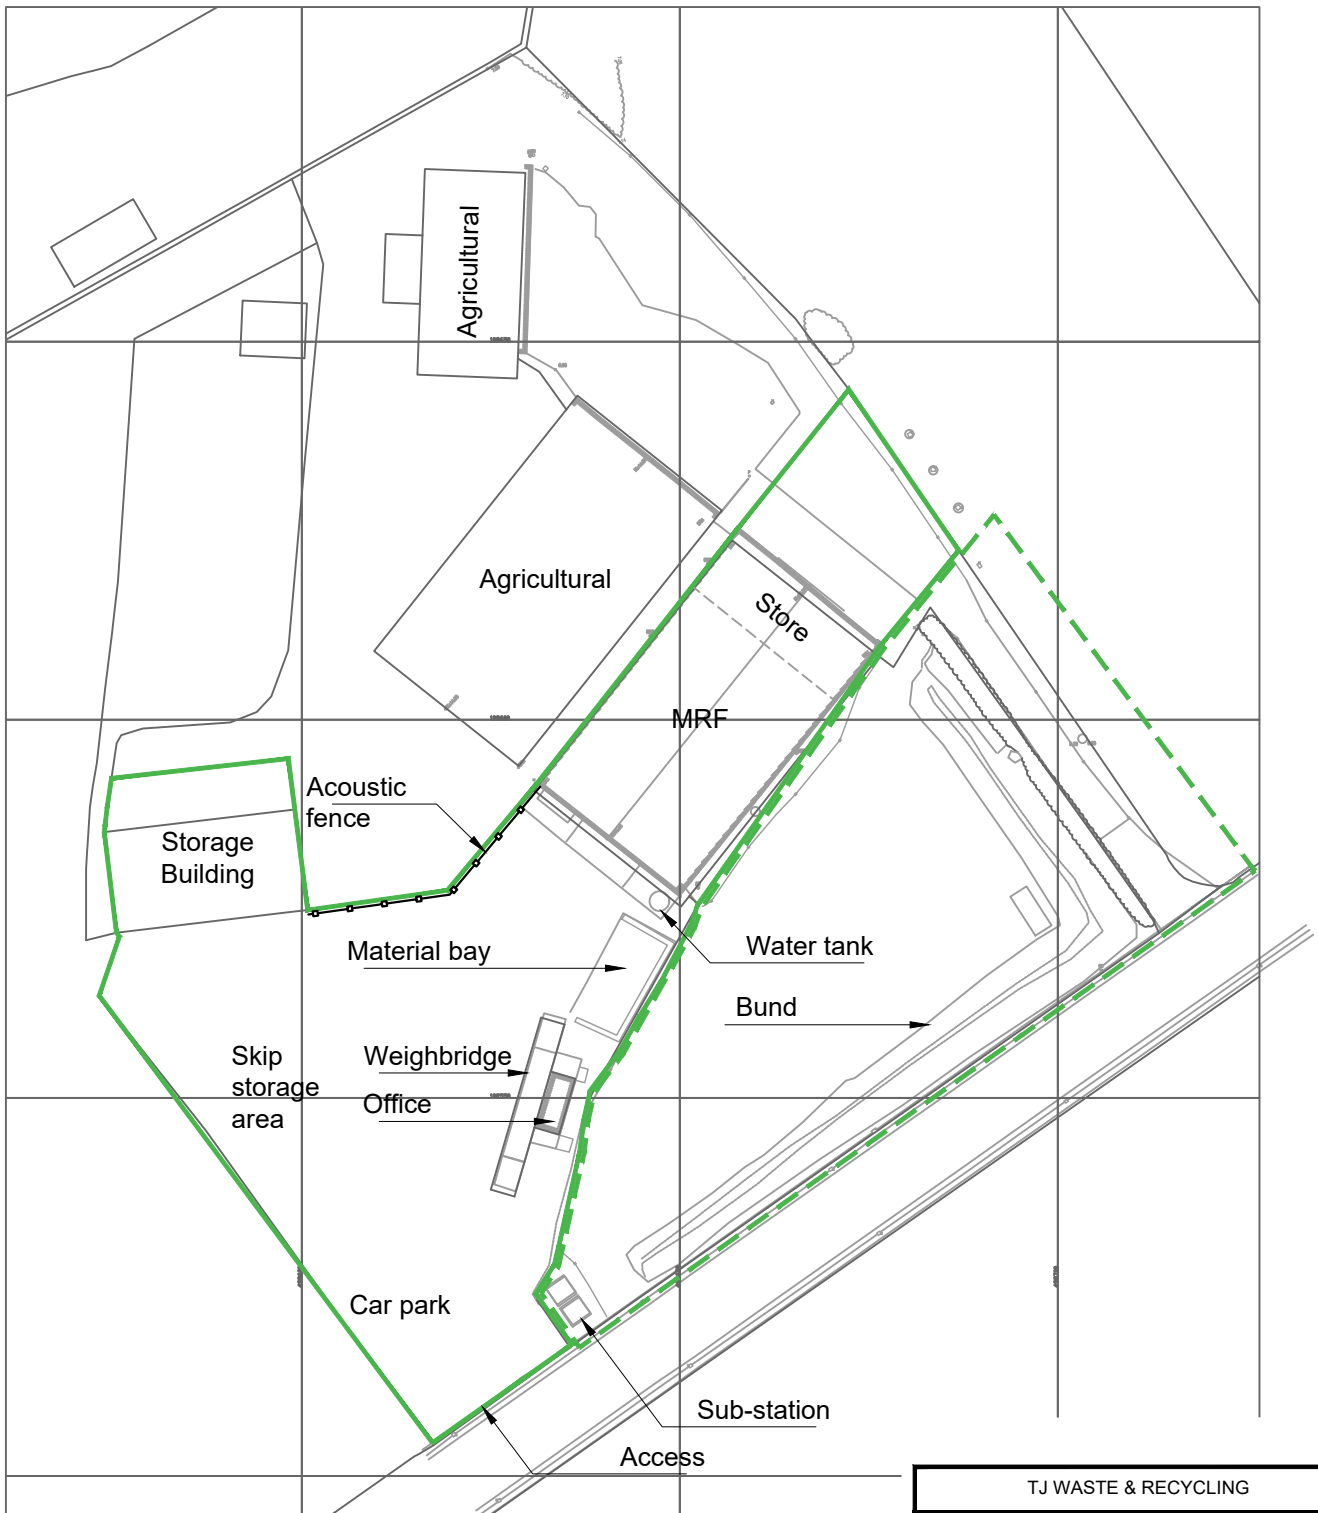 Agricultural
Agricultural
Store
MRF
Acoustic
fence
Storage
Building
Material bay
Water tank
Bund
Skip
storage
area
Weighbridge
Office
Car park
Sub-station
Access
TJ WASTE & RECYCLING